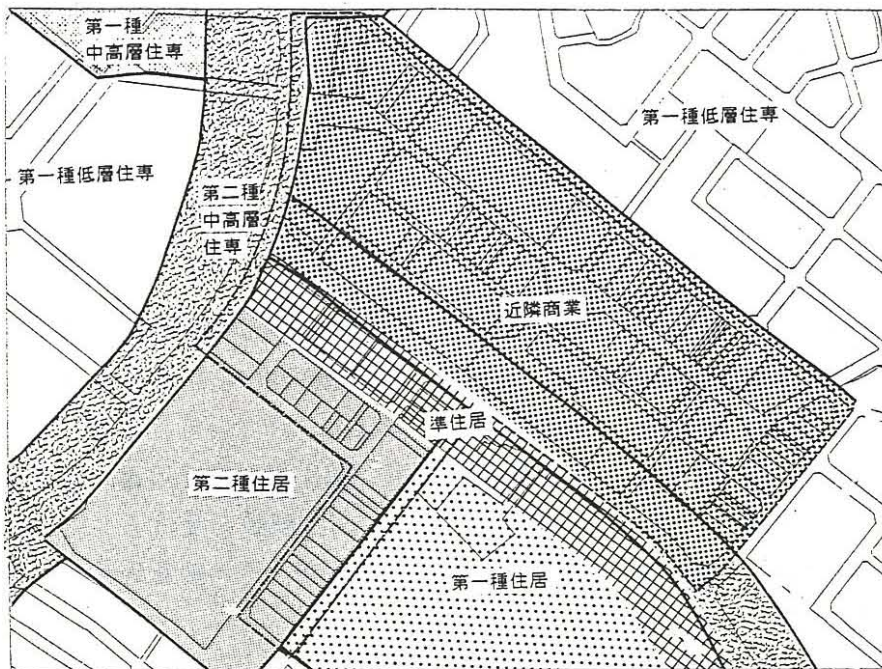 第一種
中高層住専
第一種低層住専
第一種低層住専
第二種
中高層
住専
近隣商業
準住居
第二種住居
第一種住居